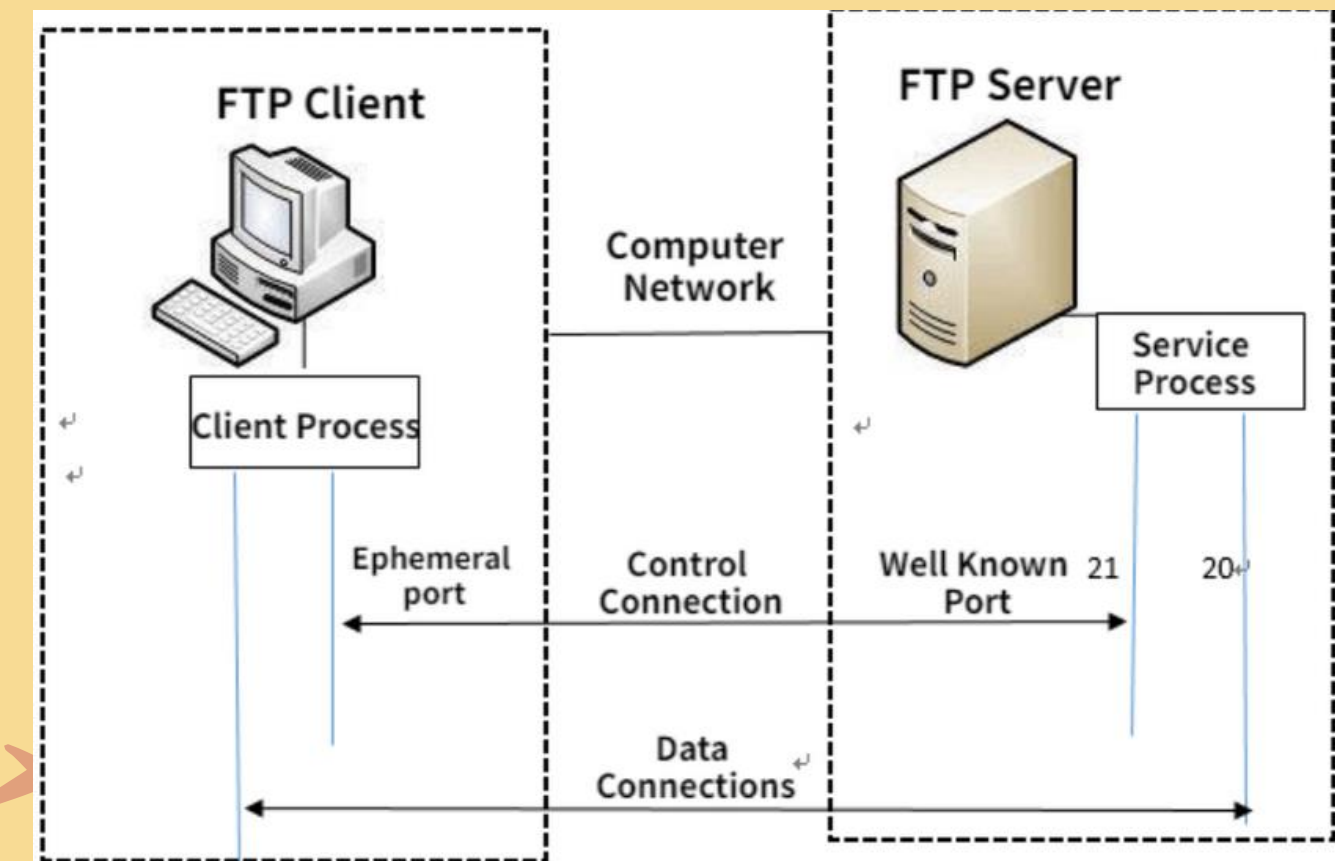 FTP Client
FTP Server
Computer
Network
Service
Process
Client Process
Ephemeral
port
Control
Connection
Well Known
Port
21
20
Data
Connections